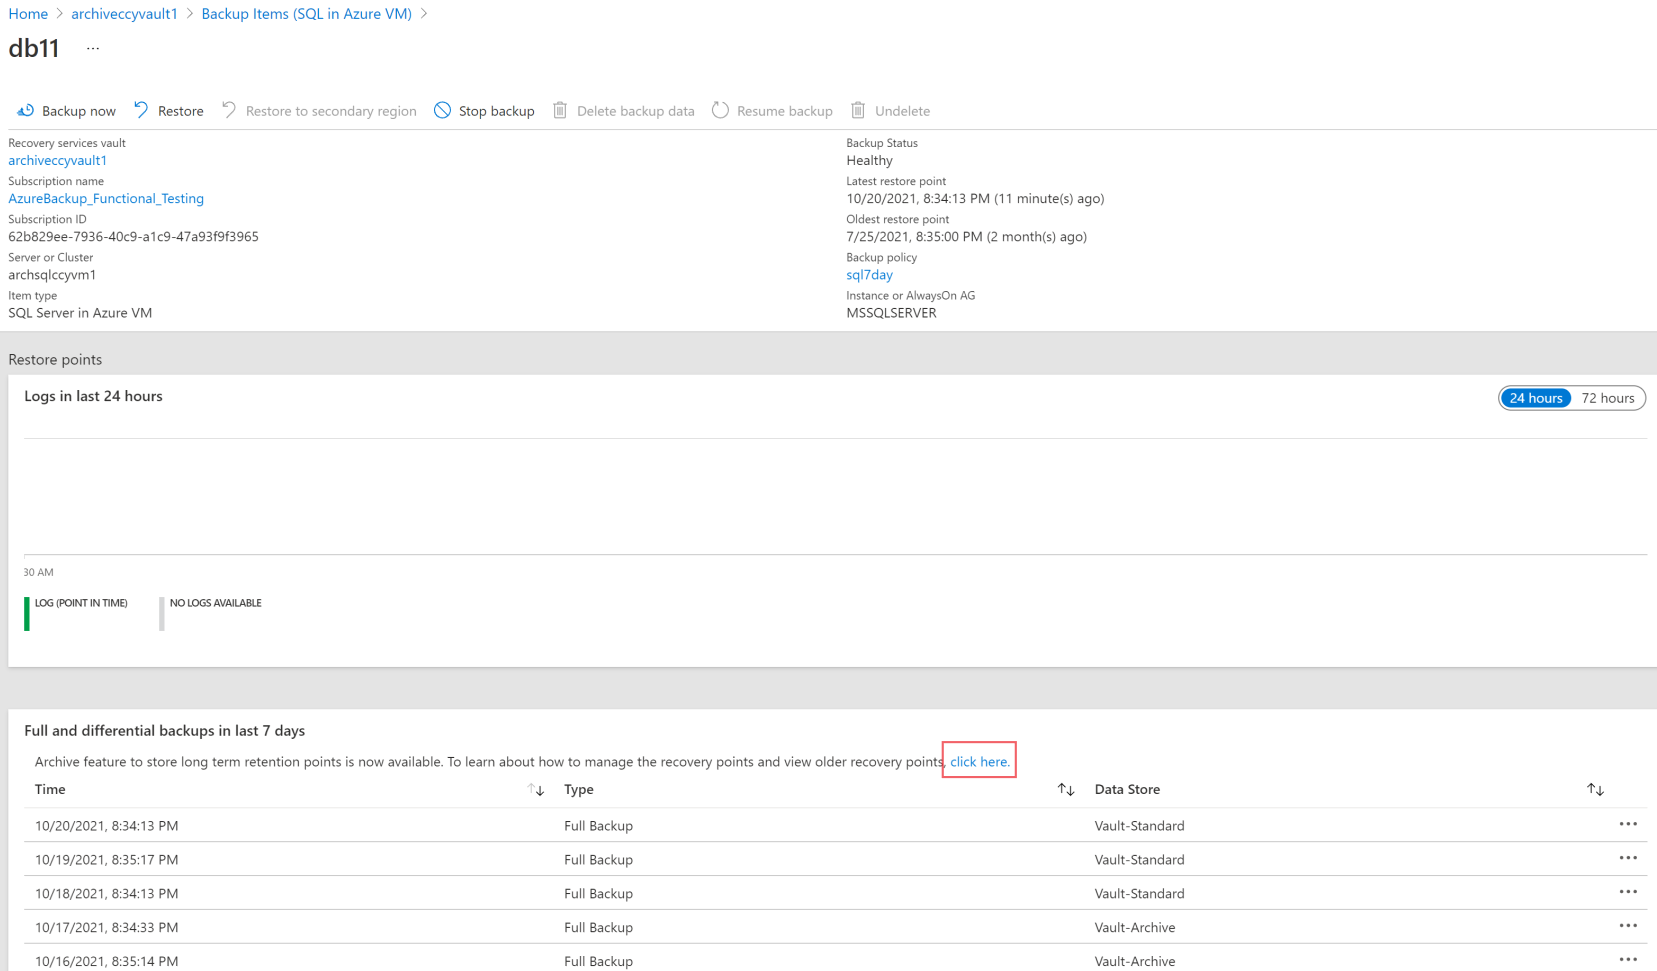 Home > archiveccyvault1 > Backup Items (SQL in Azure VM) >
db11 ...
Backup now Restore Restore to secondary region Stop backup Delete backup data Resume backup Undelete
Recovery services vault
archiveccyvault1
Subscription name
AzureBackup_Functional_Testing
Subscription ID
62b829ee-7936-40c9-a1c9-47a93f9f3965
Server or Cluster
archsqlccyvm1
Item type
SQL Server in Azure VM
Backup Status
Healthy
Latest restore point
10/20/2021, 8:34:13 PM (11 minute(s) ago)
Oldest restore point
7/25/2021, 8:35:00 PM (2 month(s) ago)
Backup policy
sql7day
Instance or AlwaysOn AG
MSSQLSERVER
Restore points
Logs in last 24 hours
24 hours 72 hours
30 AM
LOG (POINT IN TIME) NO LOGS AVAILABLE
Full and differential backups in last 7 days
Archive feature to store long term retention points is now available. To learn about how to manage the recovery points and view older recovery points, click here.
Time Type Data Store
10/20/2021, 8:34:13 PM Full Backup Vault-Standard
10/19/2021, 8:35:17 PM Full Backup Vault-Standard
10/18/2021, 8:34:13 PM Full Backup Vault-Standard
10/17/2021, 8:34:33 PM Full Backup Vault-Archive
10/16/2021, 8:35:14 PM Full Backup Vault-Archive